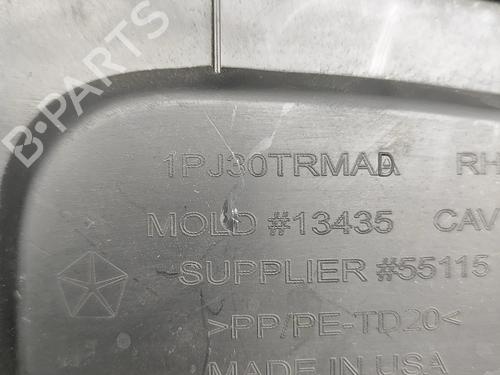 B-PARTS
1PJ30TRMAD RH
MOLD #13435 CAV
SUPPLIER #55115
>PP/PE-TD20<
MADE IN USA